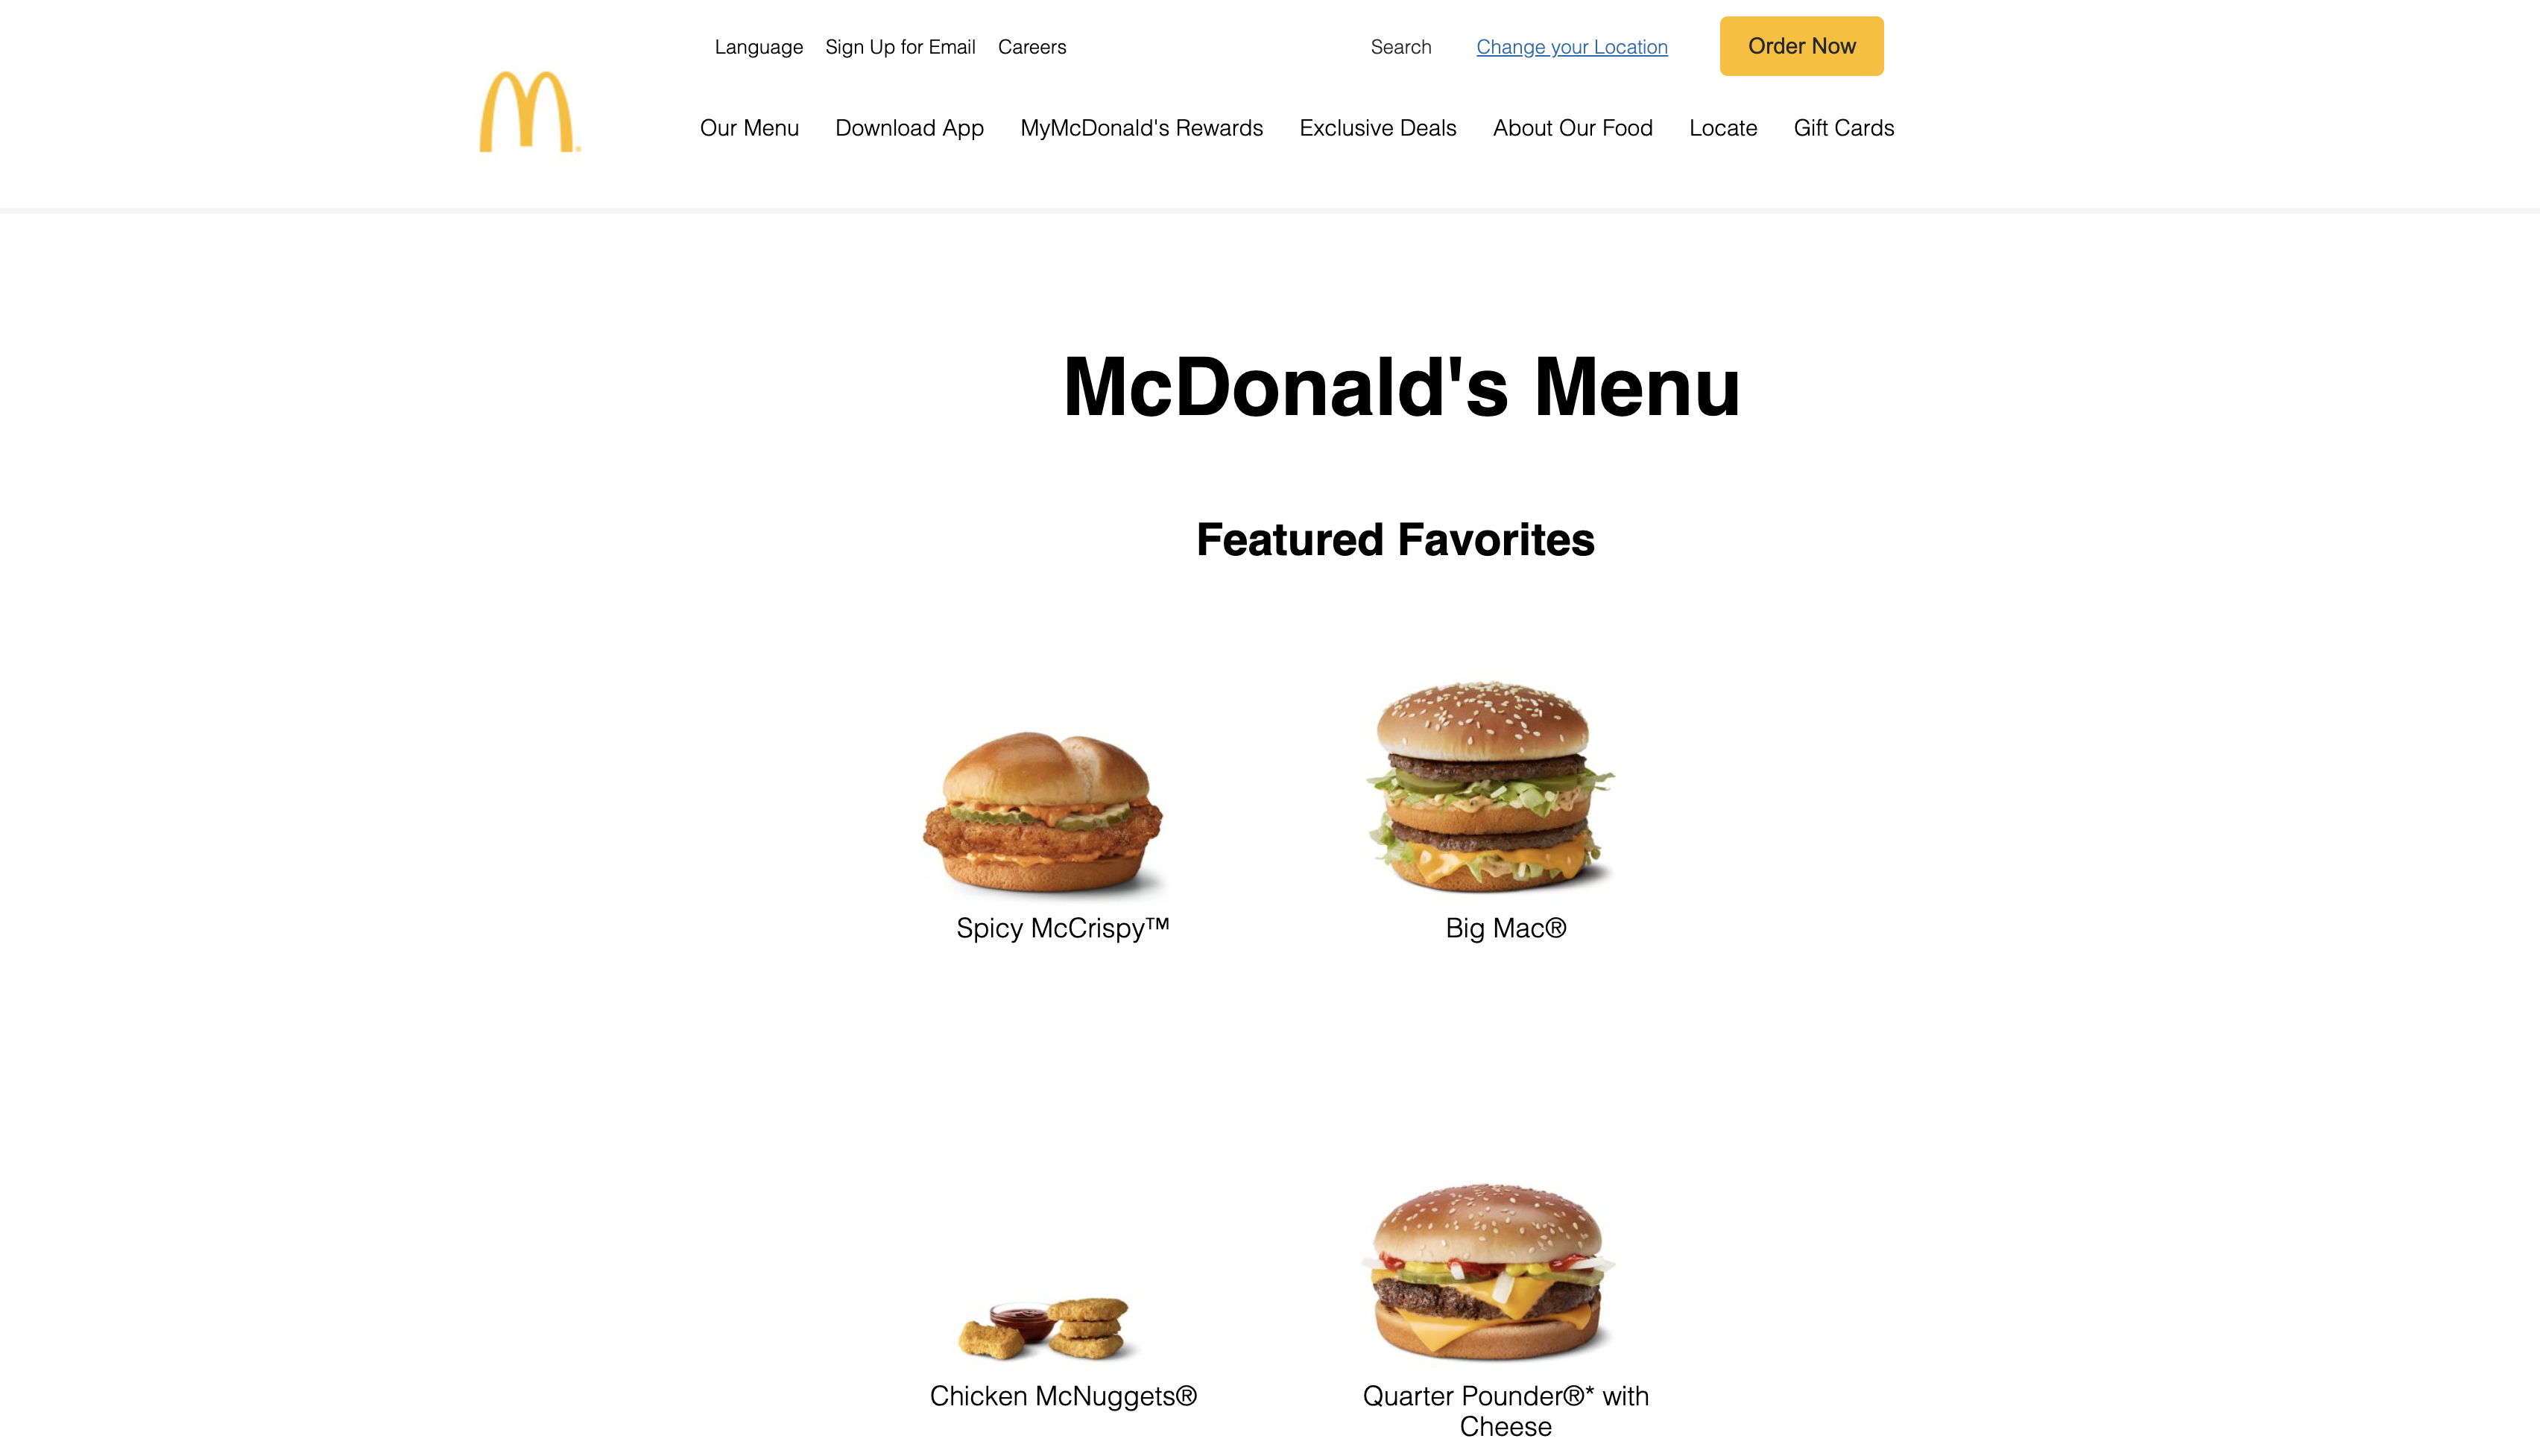 Language Sign Up for Email Careers Search Change your Location Order Now
Our Menu Download App MyMcDonald's Rewards Exclusive Deals About Our Food Locate Gift Cards
McDonald's Menu
Featured Favorites
Spicy McCrispy™ Big Mac®
Chicken McNuggets® Quarter Pounder®* with
Cheese